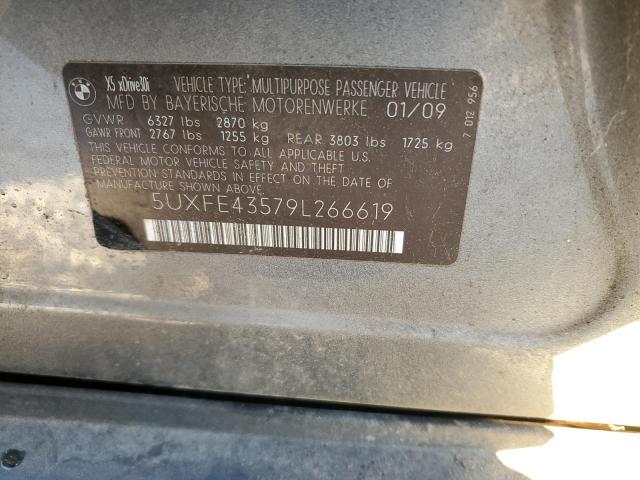 BMW
X5 xDrive30i VEHICLE TYPE: MULTIPURPOSE PASSENGER VEHICLE
MFD BY BAYERISCHE MOTORENWERKE 01/09
GVWR 6327 lbs 2870 kg
GAWR FRONT 2767 lbs 1255 kg REAR 3803 lbs 1725 kg
THIS VEHICLE CONFORMS TO ALL APPLICABLE U.S.
FEDERAL MOTOR VEHICLE SAFETY AND THEFT
PREVENTION STANDARDS IN EFFECT ON THE DATE OF
MANUFACTURE SHOWN ABOVE.
5UXFE43579L266619
7 012 956